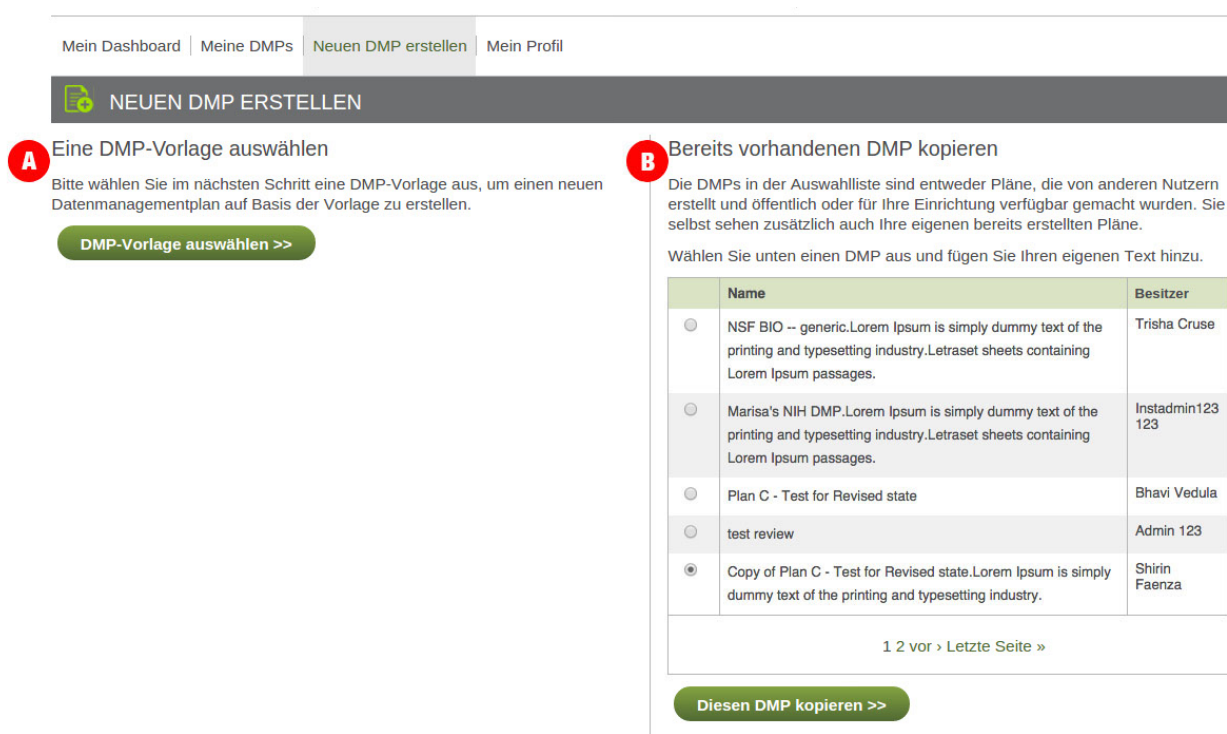 Mein Dashboard Meine DMPs Neuen DMP erstellen Mein Profil
NEUEN DMP ERSTELLEN
A
Eine DMP-Vorlage auswählen
Bitte wählen Sie im nächsten Schritt eine DMP-Vorlage aus, um einen neuen
Datenmanagementplan auf Basis der Vorlage zu erstellen.
DMP-Vorlage auswählen >>
B
Bereits vorhandenen DMP kopieren
Die DMPs in der Auswahlliste sind entweder Pläne, die von anderen Nutzern
erstellt und öffentlich oder für Ihre Einrichtung verfügbar gemacht wurden. Sie
selbst sehen zusätzlich auch Ihre eigenen bereits erstellten Pläne.
Wählen Sie unten einen DMP aus und fügen Sie Ihren eigenen Text hinzu.
Name Besitzer
NSF BIO -- generic.Lorem Ipsum is simply dummy text of the Trisha Cruse
printing and typesetting industry.Letraset sheets containing
Lorem Ipsum passages.
Marisa's NIH DMP.Lorem Ipsum is simply dummy text of the Instadmin123
printing and typesetting industry.Letraset sheets containing 123
Lorem Ipsum passages.
Plan C - Test for Revised state Bhavi Vedula
test review Admin 123
Copy of Plan C - Test for Revised state.Lorem Ipsum is simply Shirin
dummy text of the printing and typesetting industry. Faenza
1 2 vor › Letzte Seite »
Diesen DMP kopieren >>